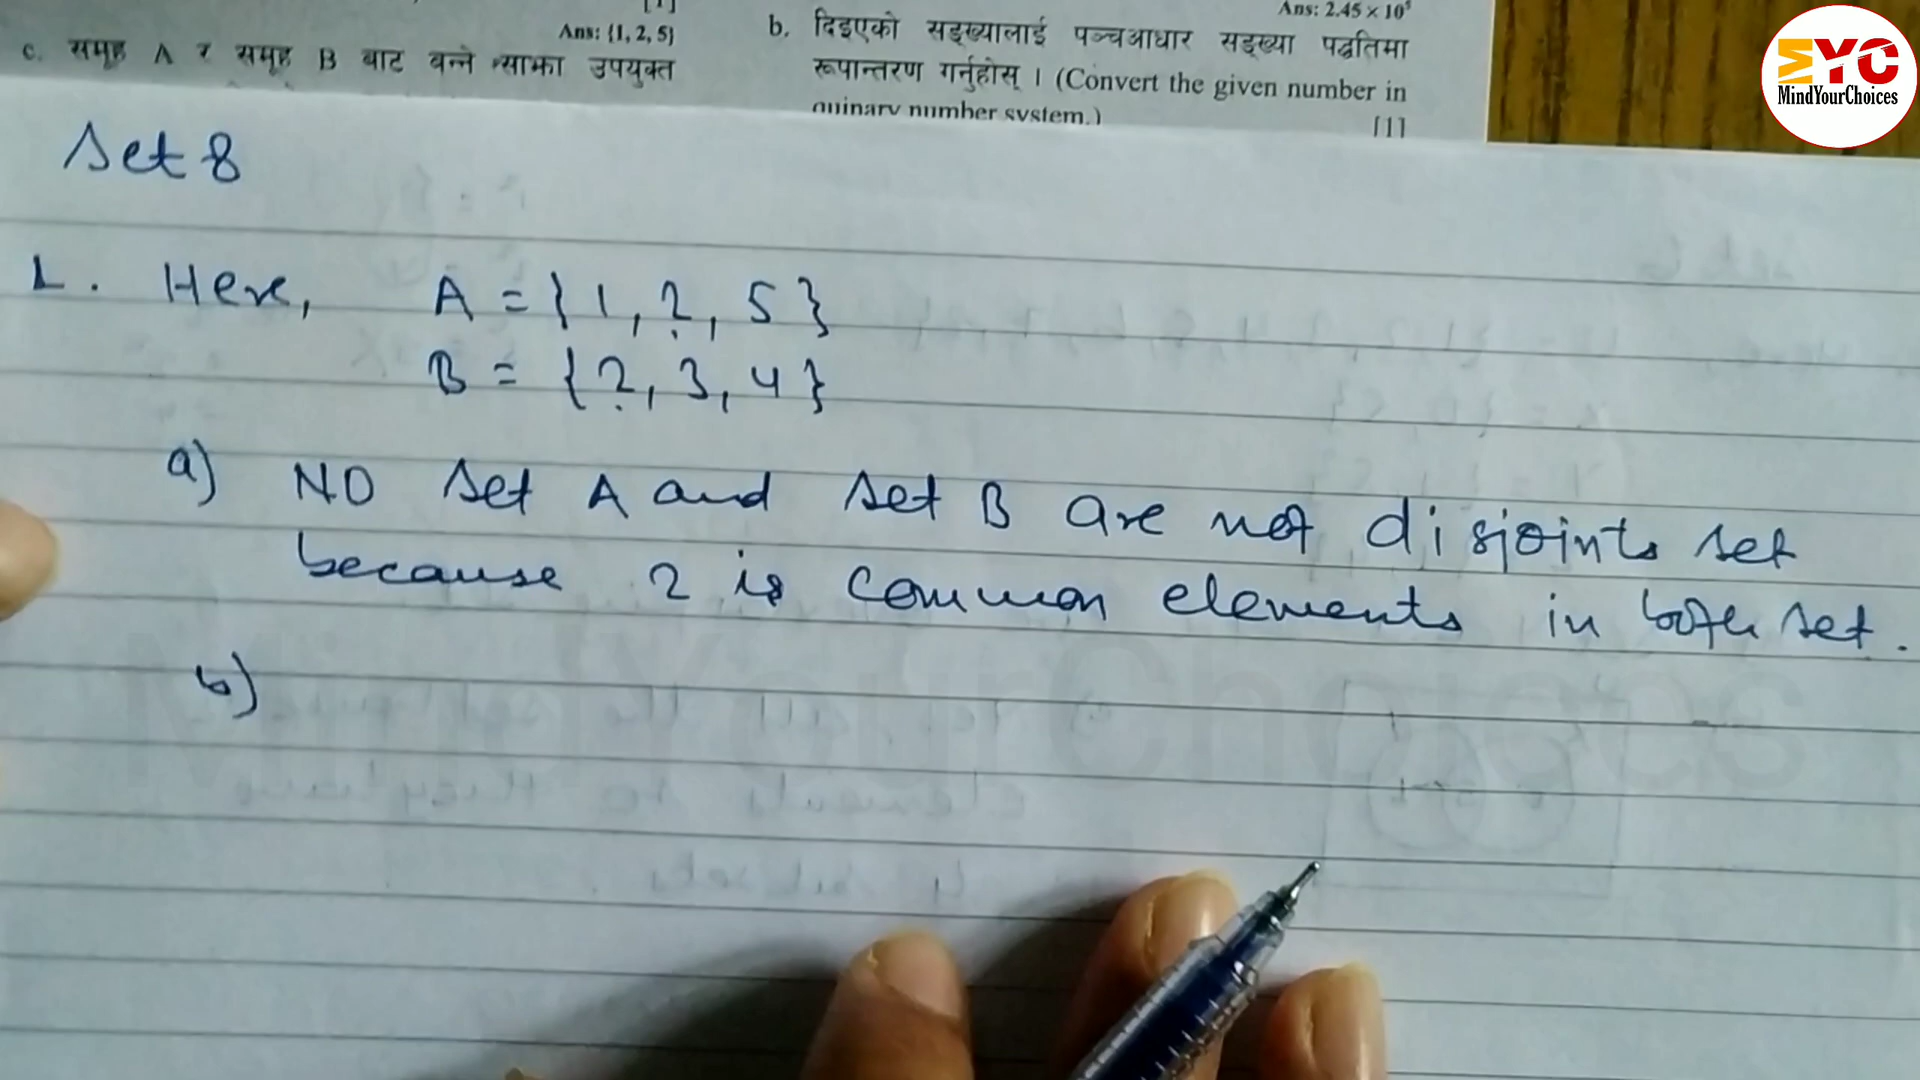 [1]
Ans: {1, 2, 5}
c. समूह A र समूह B बाट बन्ने साझा उपयुक्त
Ans: 2.45 × 10⁵
b. दिइएको सङ्ख्यालाई पञ्चआधार सङ्ख्या पद्धतिमा
रूपान्तरण गर्नुहोस् । (Convert the given number in
quinary number system.)
[1]
MYC
MindYourChoices
Set 8
1. Here, A = {1, 2, 5}
B = {2, 3, 4}
a) NO set A and set B are not disjoints set
because 2 is common elements in both set.
b)
MindYourChoices